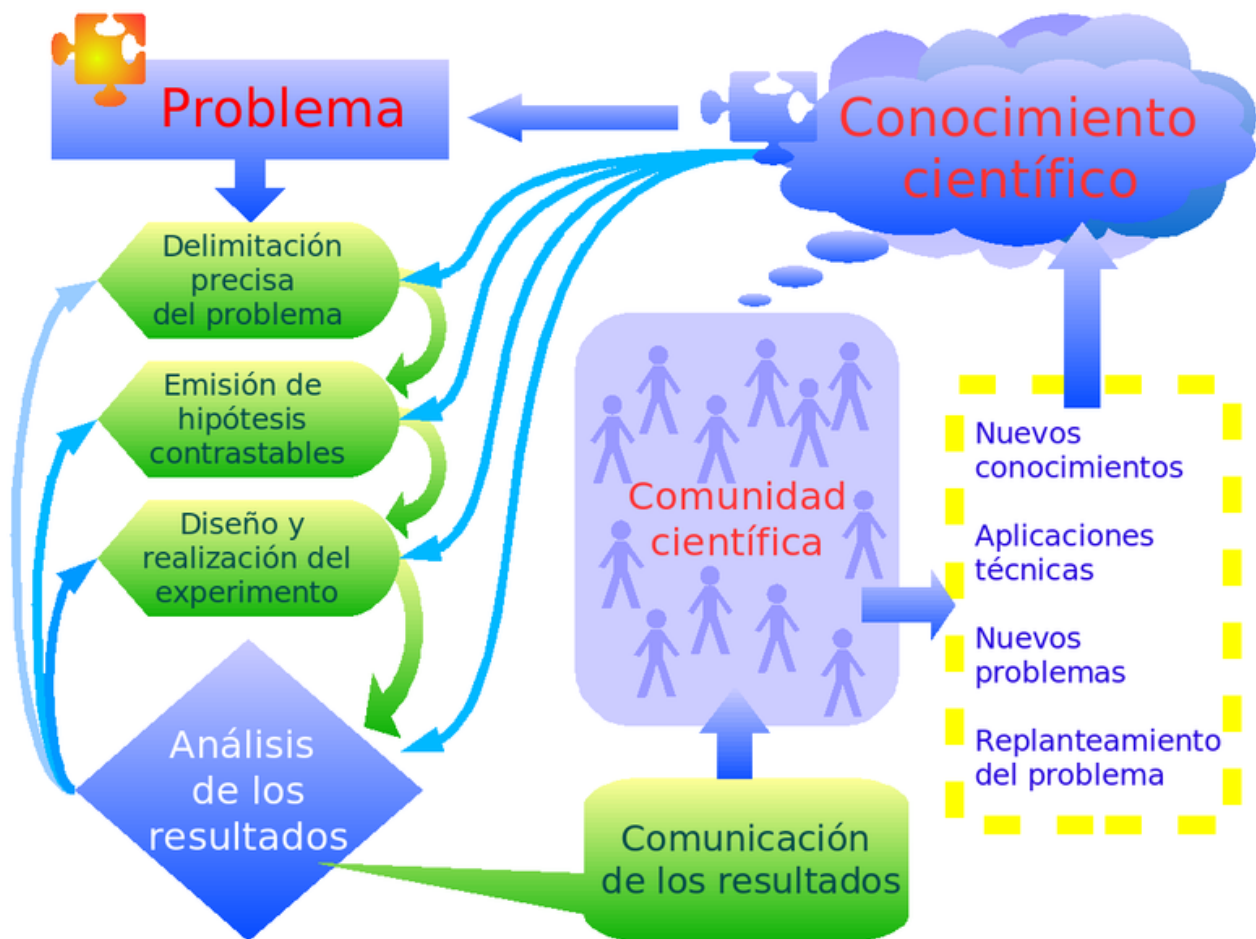 Problema
Conocimiento
científico
Delimitación
precisa
del problema
Emisión de
hipótesis
contrastables
Diseño y
realización del
experimento
Análisis
de los
resultados
Comunicación
de los resultados
Comunidad
científica
Nuevos
conocimientos
Aplicaciones
técnicas
Nuevos
problemas
Replanteamiento
del problema